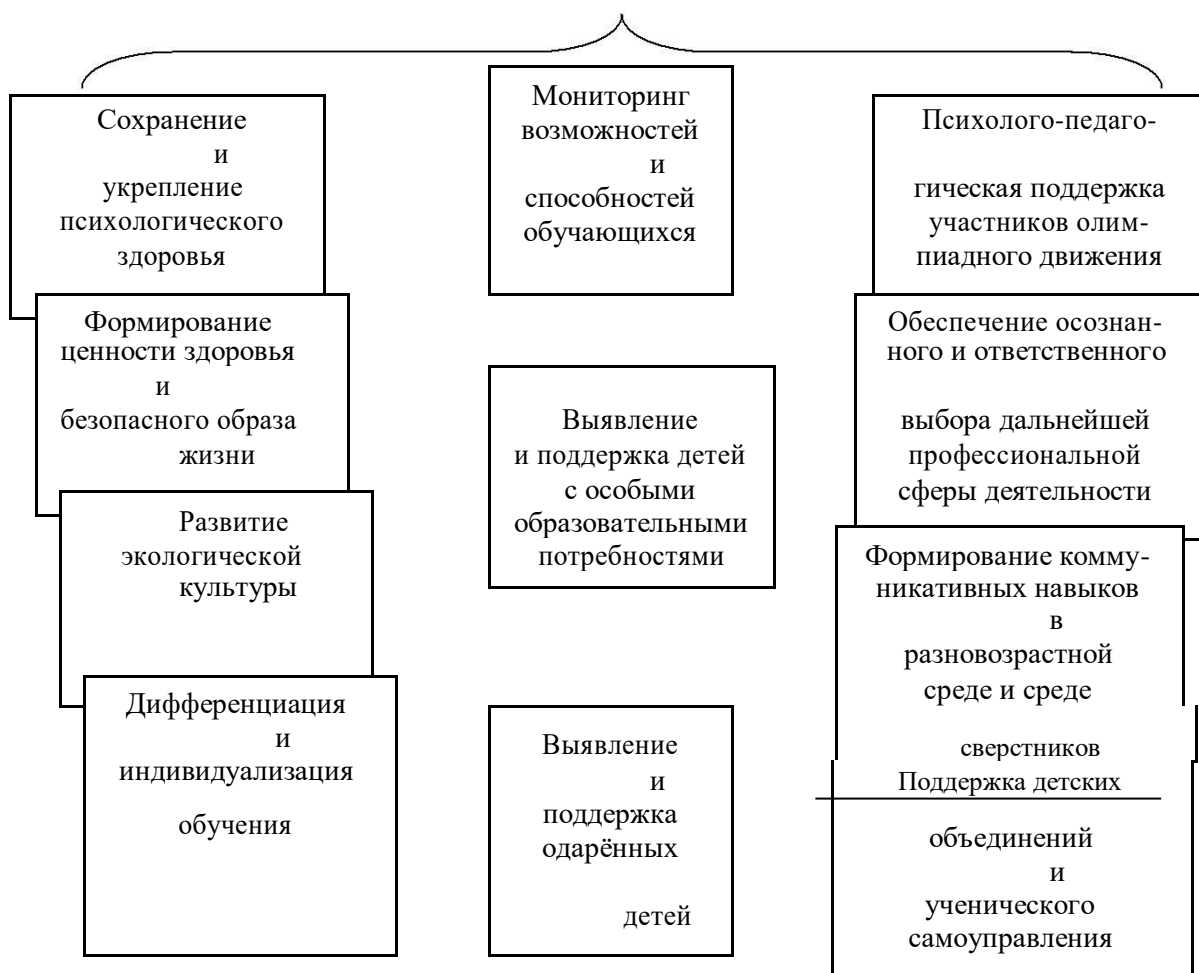 Сохранение
и
укрепление
психологического
здоровья
Формирование
ценности здоровья
и
безопасного образа
жизни
Развитие
экологической
культуры
Дифференциация
и
индивидуализация
обучения
Мониторинг
возможностей
и
способностей
обучающихся
Выявление
и поддержка детей
с особыми
образовательными
потребностями
Выявление
и
поддержка
одарённых
детей
Психолого-педаго-
гическая поддержка
участников олим-
пиадного движения
Обеспечение осознан-
ного и ответственного
выбора дальнейшей
профессиональной
сферы деятельности
Формирование комму-
никативных навыков
в
разновозрастной
среде и среде
сверстников
Поддержка детских
объединений
и
ученического
самоуправления